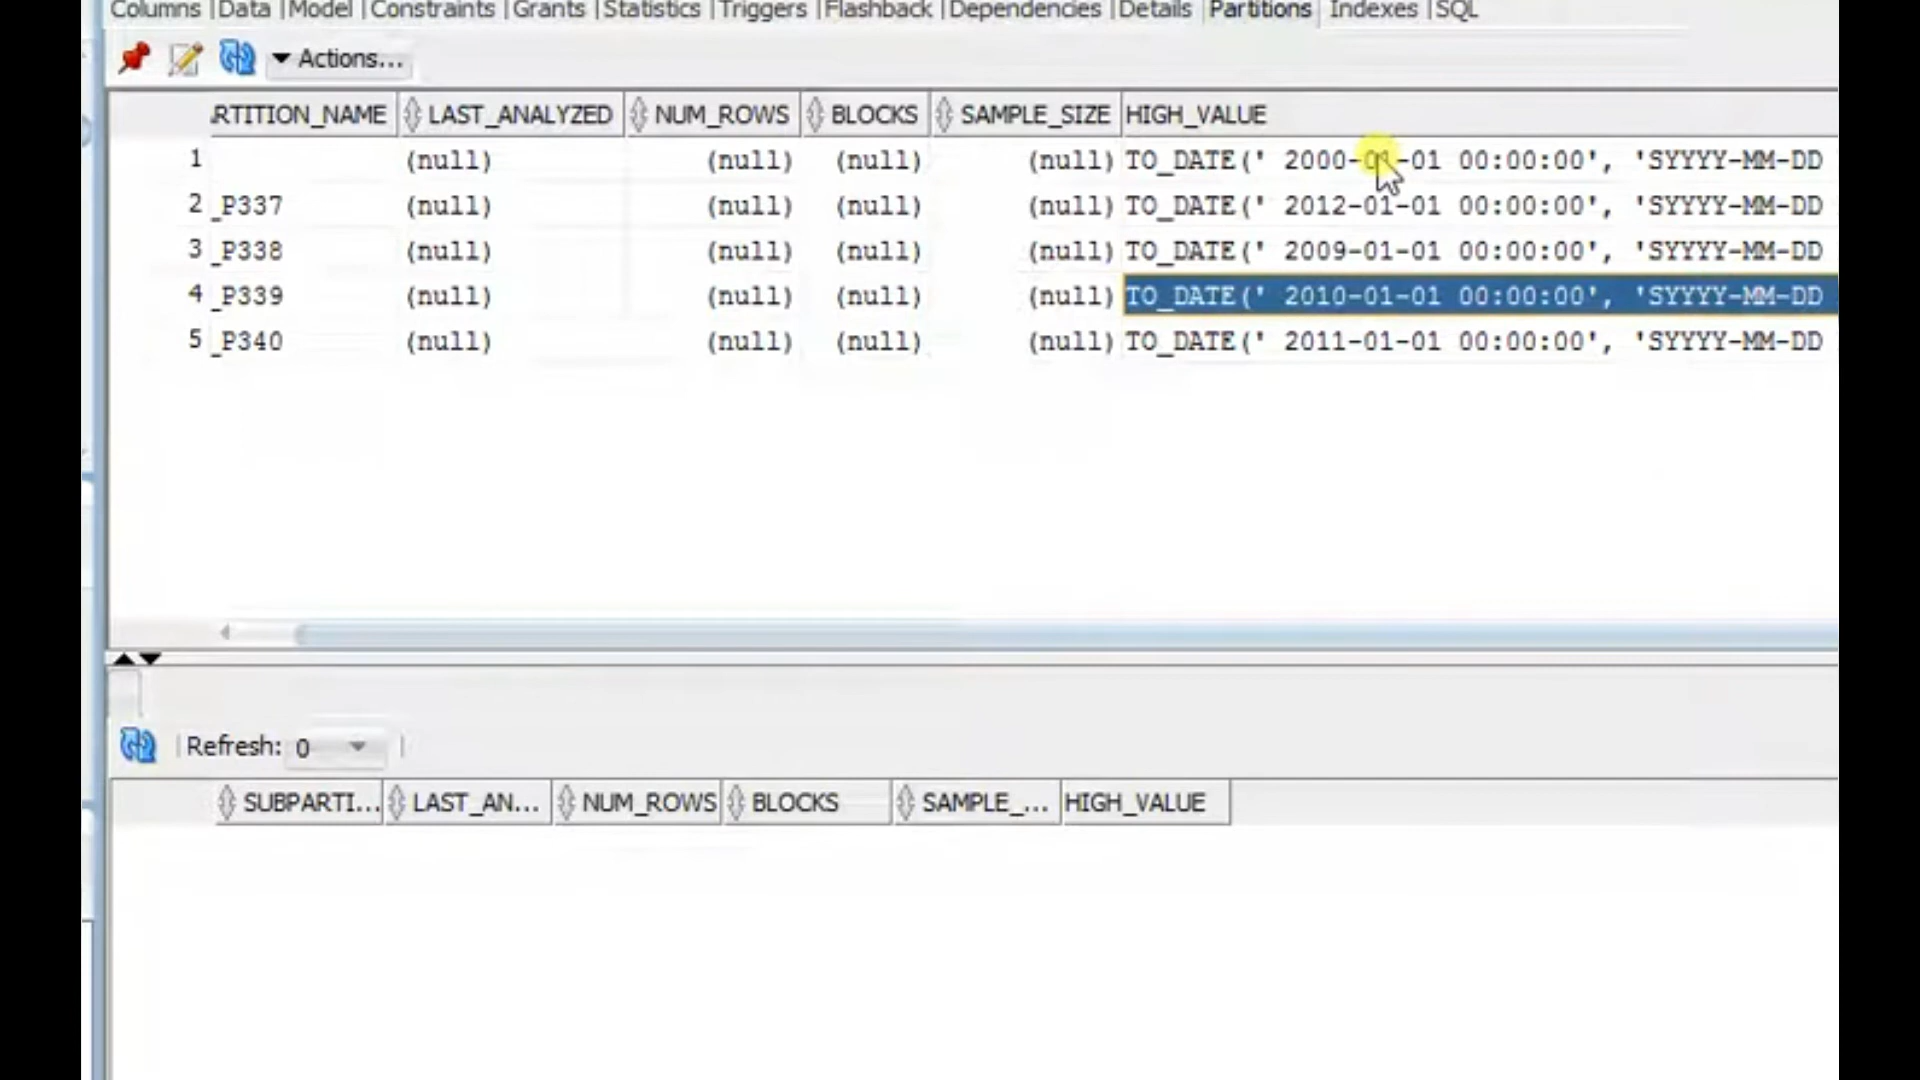 Columns |Data |Model |Constraints |Grants |Statistics |Triggers |Flashback |Dependencies |Details |Partitions |Indexes |SQL
Actions...
RTITION_NAME LAST_ANALYZED NUM_ROWS BLOCKS SAMPLE_SIZE HIGH_VALUE
1 (null) (null) (null) (null) TO_DATE(' 2000-01-01 00:00:00', 'SYYYY-MM-DD
2 _P337 (null) (null) (null) (null) TO_DATE(' 2012-01-01 00:00:00', 'SYYYY-MM-DD
3 _P338 (null) (null) (null) (null) TO_DATE(' 2009-01-01 00:00:00', 'SYYYY-MM-DD
4 _P339 (null) (null) (null) (null) TO_DATE(' 2010-01-01 00:00:00', 'SYYYY-MM-DD
5 _P340 (null) (null) (null) (null) TO_DATE(' 2011-01-01 00:00:00', 'SYYYY-MM-DD
Refresh: 0
SUBPARTI... LAST_AN... NUM_ROWS BLOCKS SAMPLE_... HIGH_VALUE